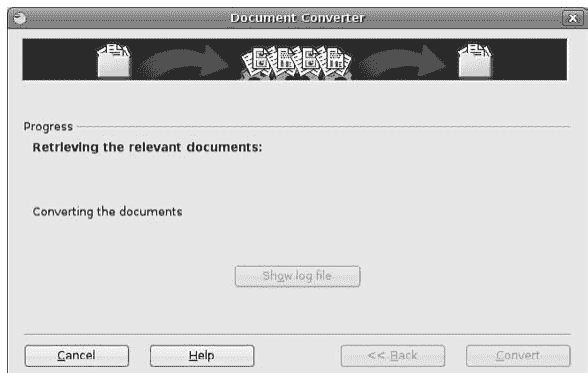 Document Converter
Progress
Retrieving the relevant documents:
Converting the documents
Show log file
Cancel
Help
<< Back
Convert